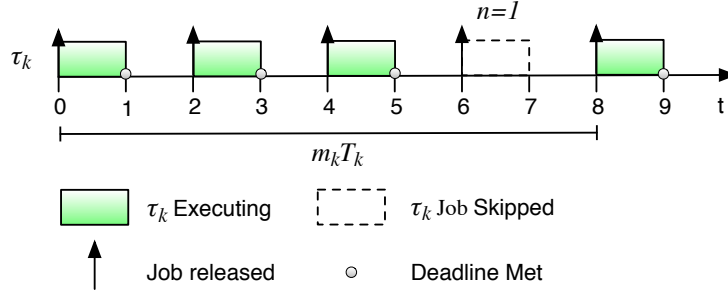 n=1
τk
0 1 2 3 4 5 6 7 8 9 t
mkTk
τk Executing τk Job Skipped
Job released Deadline Met